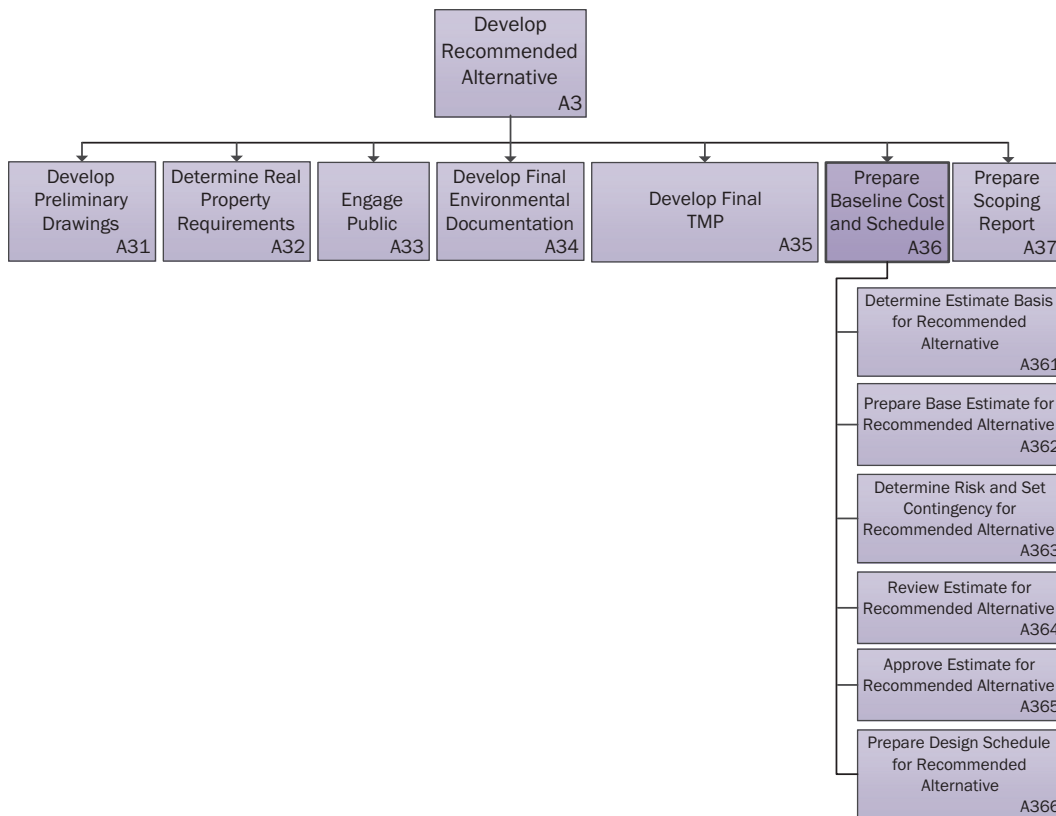 Develop
Recommended
Alternative
A3
Develop
Preliminary
Drawings
A31
Determine Real
Property
Requirements
A32
Engage
Public
A33
Develop Final
Environmental
Documentation
A34
Develop Final
TMP
A35
Prepare
Baseline Cost
and Schedule
A36
Prepare
Scoping
Report
A37
Determine Estimate Basis
for Recommended
Alternative
A361
Prepare Base Estimate for
Recommended Alternative
A362
Determine Risk and Set
Contingency for
Recommended Alternative
A363
Review Estimate for
Recommended Alternative
A364
Approve Estimate for
Recommended Alternative
A365
Prepare Design Schedule
for Recommended
Alternative
A366